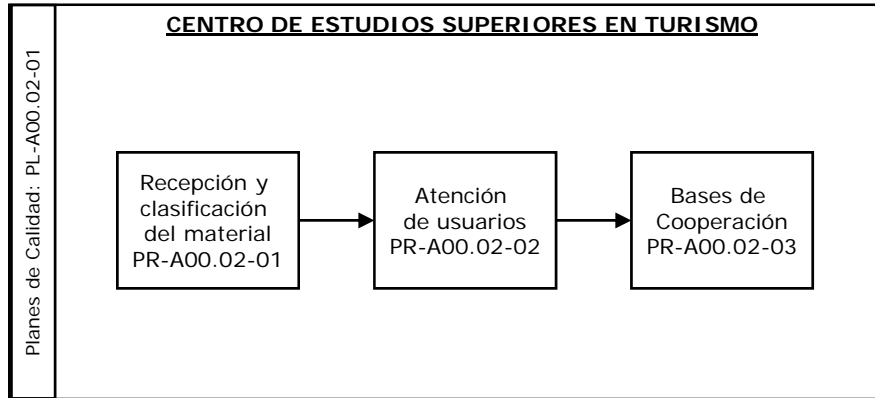 CENTRO DE ESTUDIOS SUPERIORES EN TURISMO
Planes de Calidad: PL-A00.02-01
Recepción y
clasificación
del material
PR-A00.02-01
Atención
de usuarios
PR-A00.02-02
Bases de
Cooperación
PR-A00.02-03